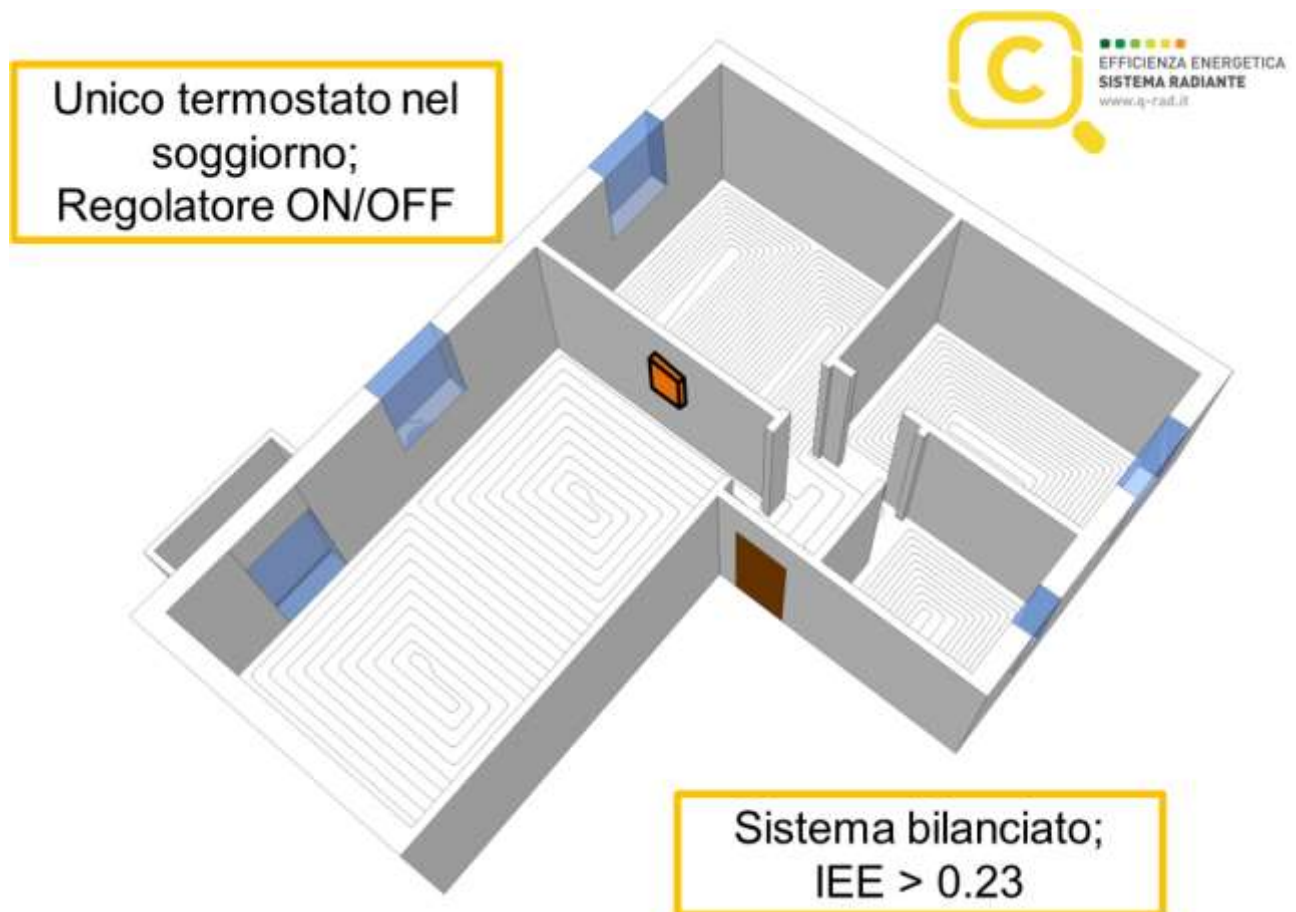 Unico termostato nel
soggiorno;
Regolatore ON/OFF
C
EFFICIENZA ENERGETICA
SISTEMA RADIANTE
www.q-rad.it
Sistema bilanciato;
IEE > 0.23